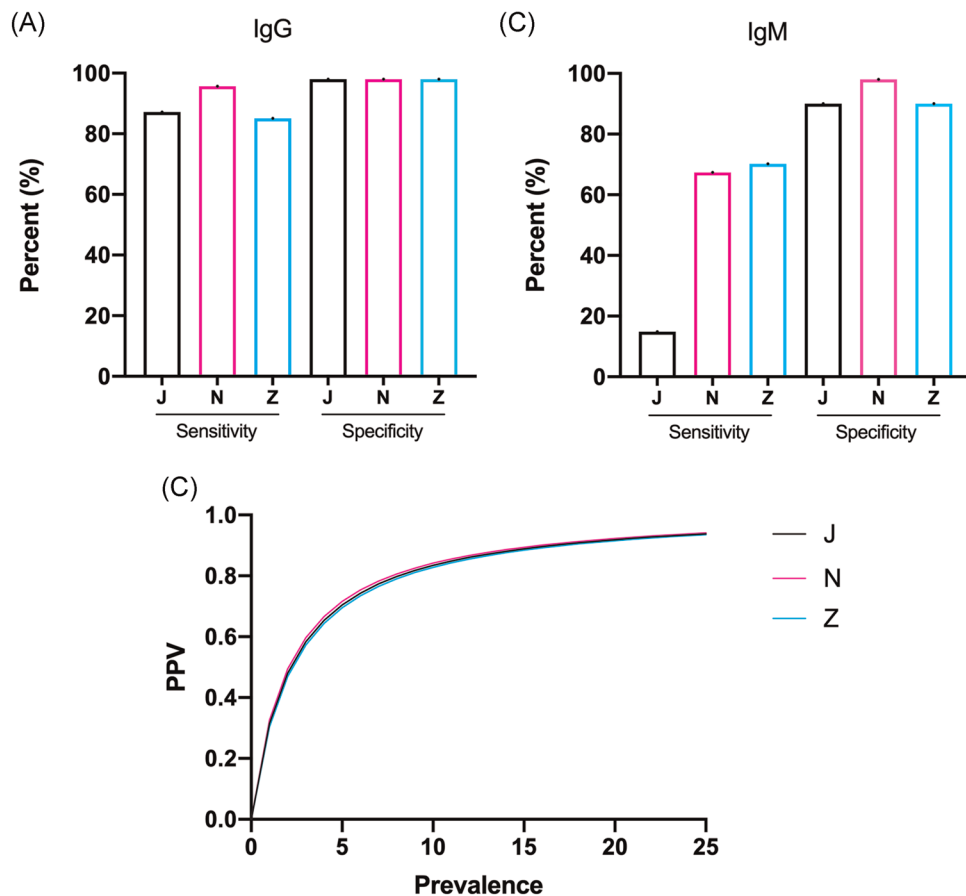 (A)
IgG
Percent (%)
100
80
60
40
20
0
J N Z J N Z
Sensitivity Specificity
(C)
IgM
Percent (%)
100
80
60
40
20
0
J N Z J N Z
Sensitivity Specificity
(C)
PPV
1.0
0.8
0.6
0.4
0.2
0.0
0 5 10 15 20 25
Prevalence
J
N
Z